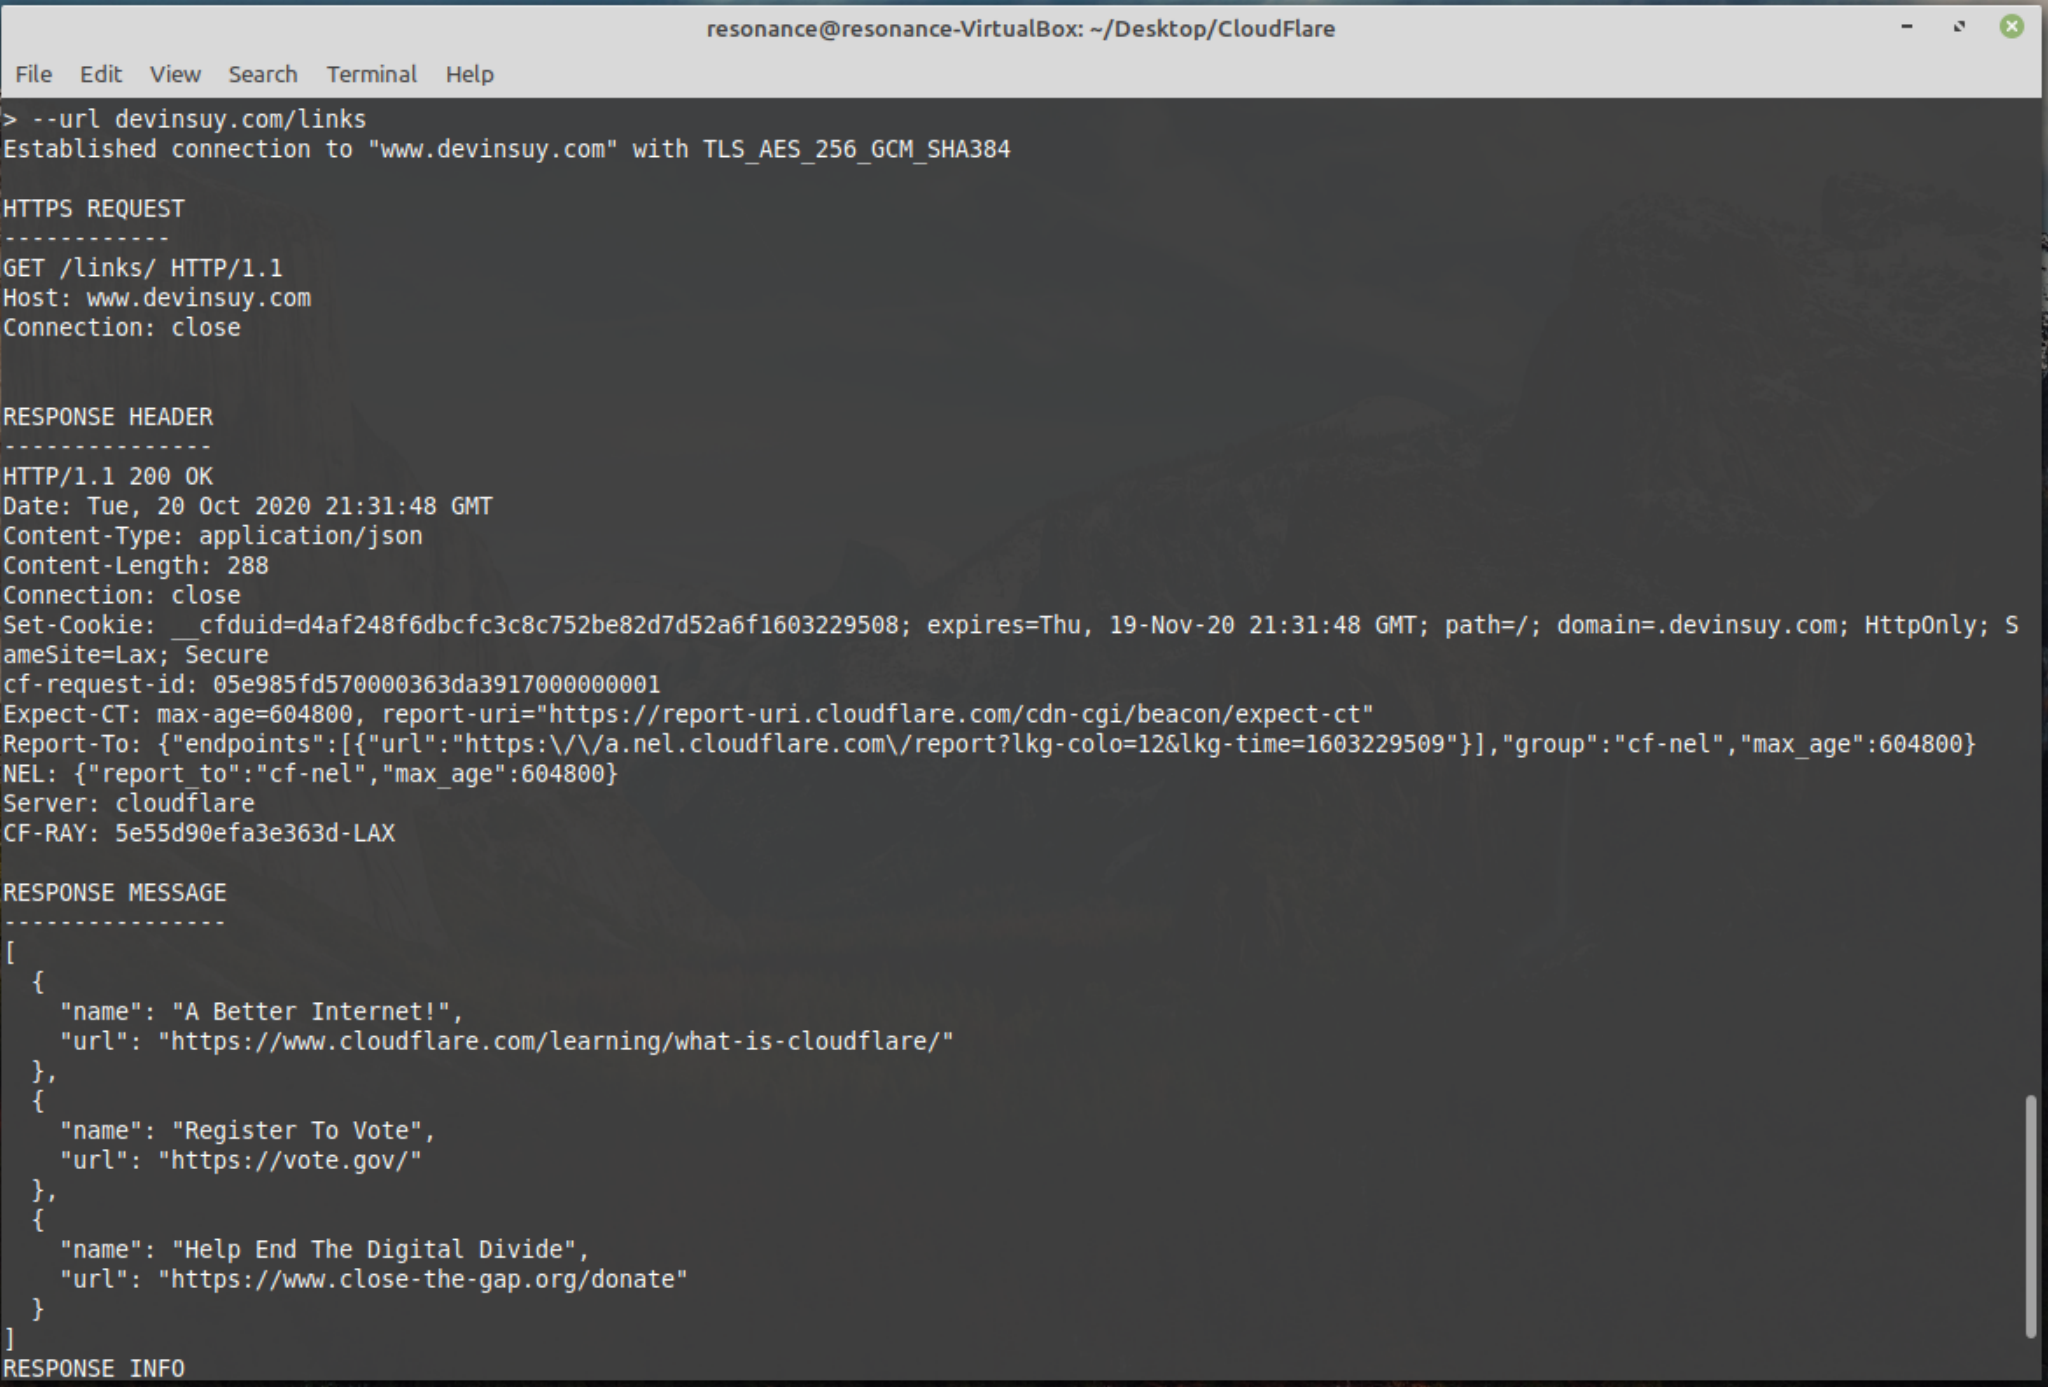 resonance@resonance-VirtualBox: ~/Desktop/CloudFlare
File Edit View Search Terminal Help
> --url devinsuy.com/links
Established connection to "www.devinsuy.com" with TLS_AES_256_GCM_SHA384
HTTPS REQUEST
------------
GET /links/ HTTP/1.1
Host: www.devinsuy.com
Connection: close
RESPONSE HEADER
---------------
HTTP/1.1 200 OK
Date: Tue, 20 Oct 2020 21:31:48 GMT
Content-Type: application/json
Content-Length: 288
Connection: close
Set-Cookie: __cfduid=d4af248f6dbcfc3c8c752be82d7d52a6f1603229508; expires=Thu, 19-Nov-20 21:31:48 GMT; path=/; domain=.devinsuy.com; HttpOnly; S
ameSite=Lax; Secure
cf-request-id: 05e985fd570000363da3917000000001
Expect-CT: max-age=604800, report-uri="https://report-uri.cloudflare.com/cdn-cgi/beacon/expect-ct"
Report-To: {"endpoints":[{"url":"https:\/\/a.nel.cloudflare.com\/report?lkg-colo=12&lkg-time=1603229509"}],"group":"cf-nel","max_age":604800}
NEL: {"report_to":"cf-nel","max_age":604800}
Server: cloudflare
CF-RAY: 5e55d90efa3e363d-LAX
RESPONSE MESSAGE
----------------
[
  {
    "name": "A Better Internet!",
    "url": "https://www.cloudflare.com/learning/what-is-cloudflare/"
  },
  {
    "name": "Register To Vote",
    "url": "https://vote.gov/"
  },
  {
    "name": "Help End The Digital Divide",
    "url": "https://www.close-the-gap.org/donate"
  }
]
RESPONSE INFO